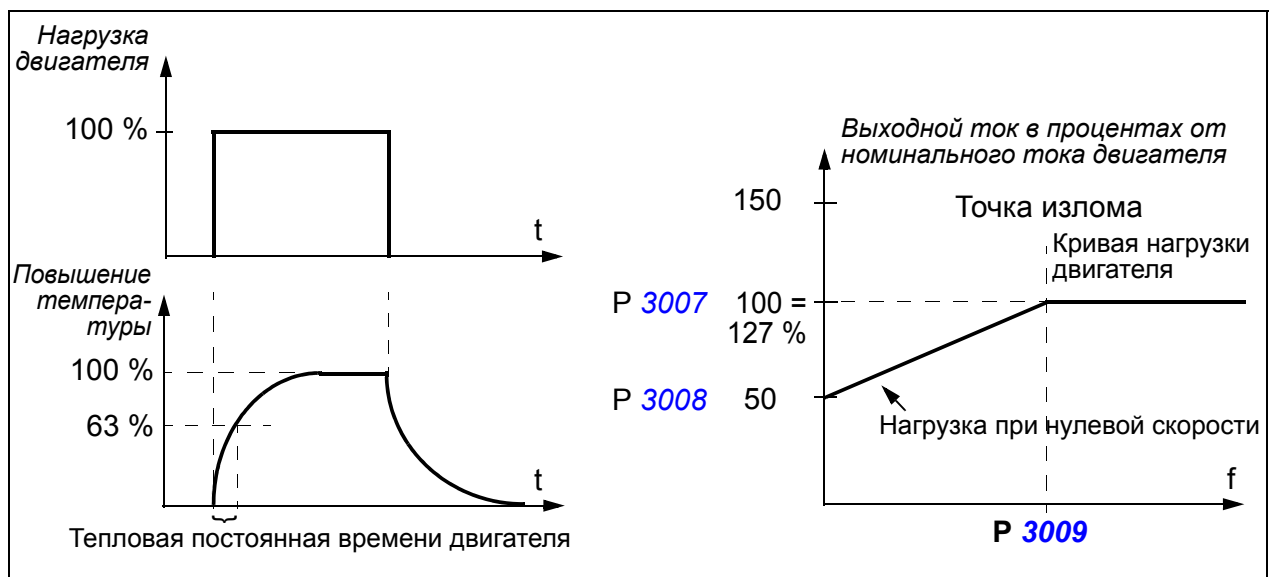 Нагрузка
двигателя
100 %
t
Повышение
темпера-
туры
100 %
63 %
t
Тепловая постоянная времени двигателя
Выходной ток в процентах от
номинального тока двигателя
150
Точка излома
Кривая нагрузки
двигателя
P 3007 100 =
127 %
P 3008 50
Нагрузка при нулевой скорости
f
P 3009